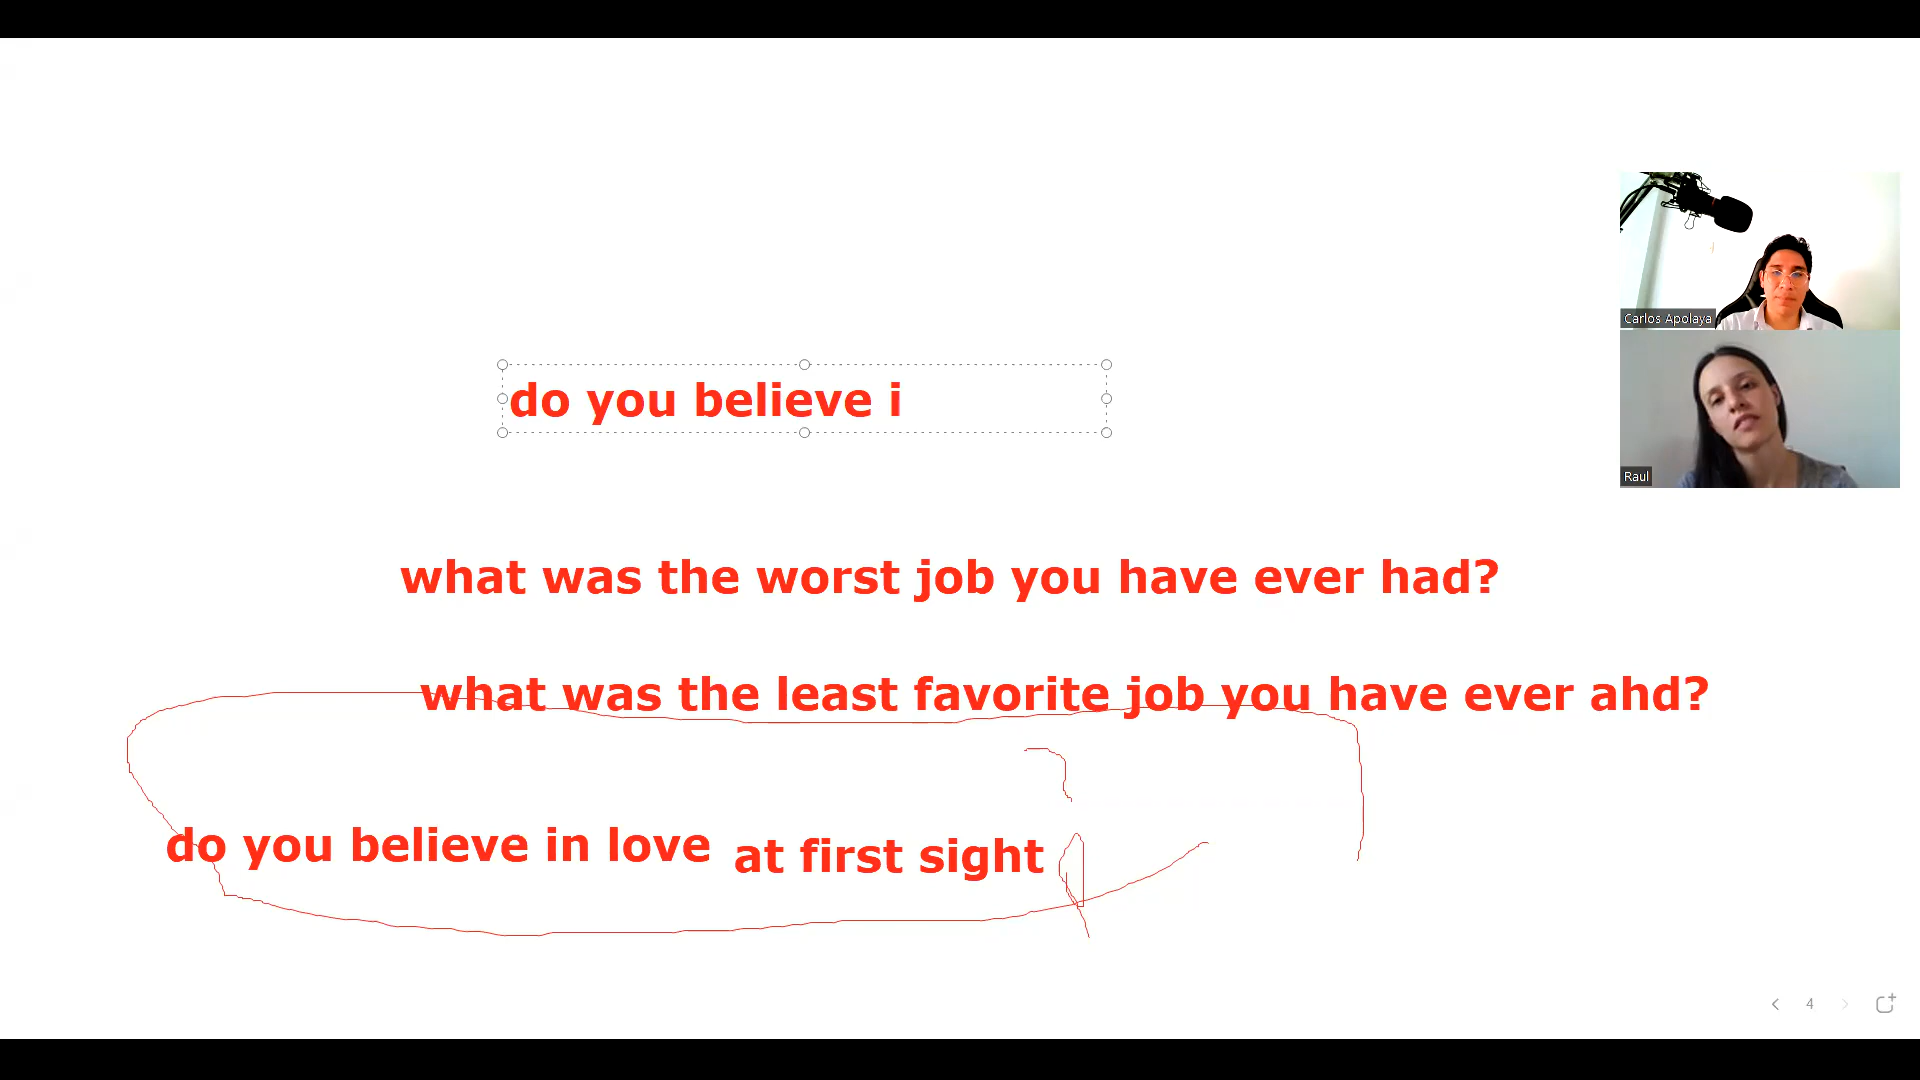 Carlos Apolaya
do you believe i
Raul
what was the worst job you have ever had?
what was the least favorite job you have ever ahd?
do you believe in love at first sight
4